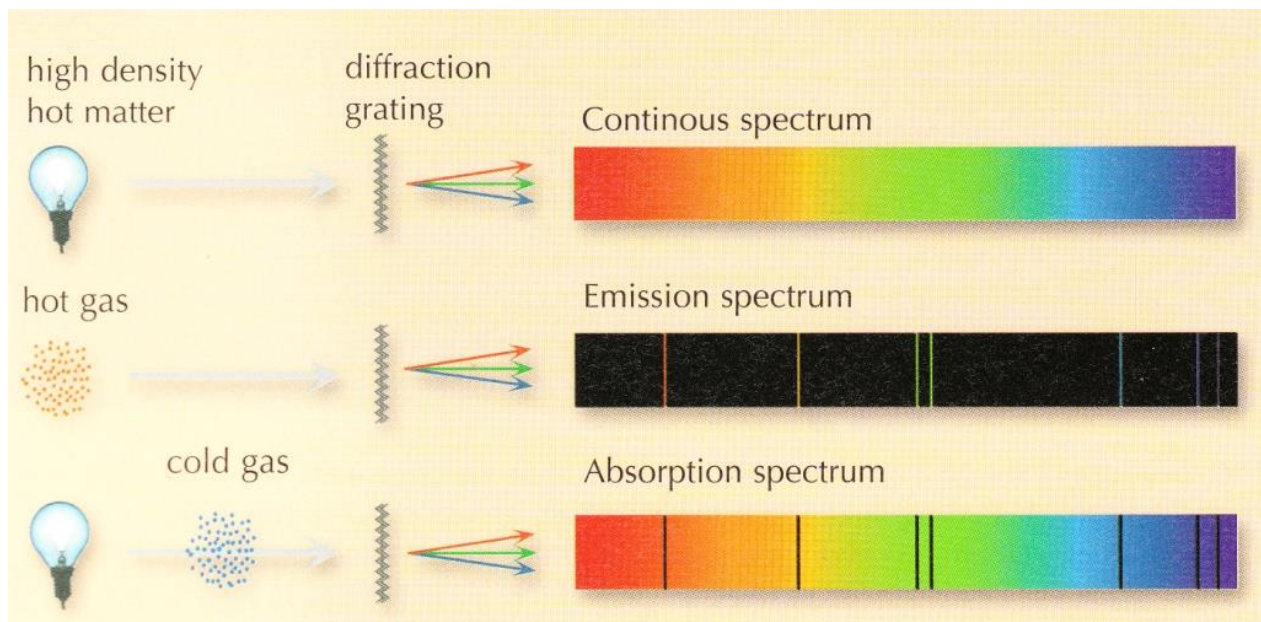 high density
hot matter
diffraction
grating
Continous spectrum
hot gas
Emission spectrum
cold gas
Absorption spectrum